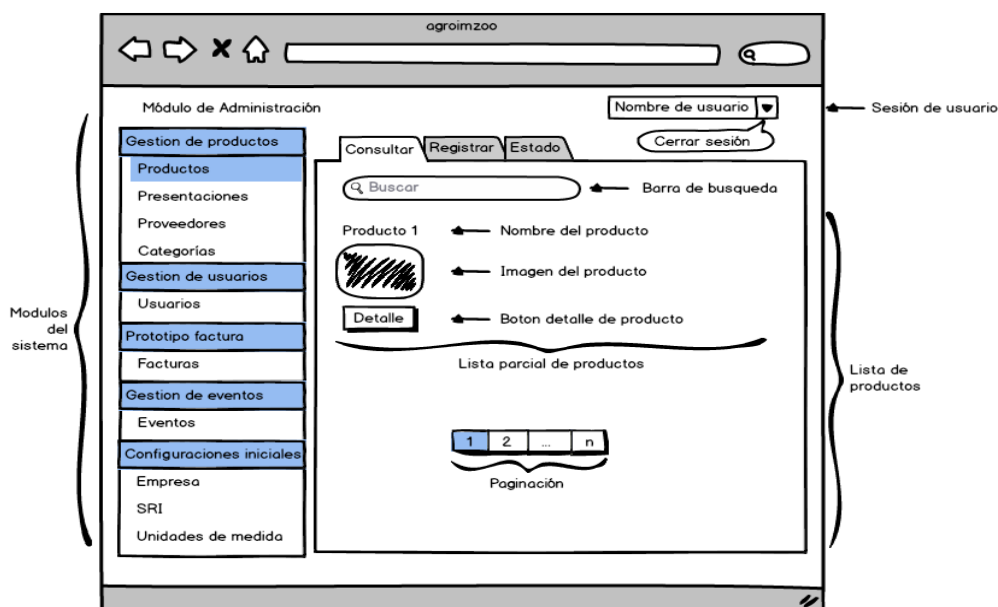 agroimzoo
Módulo de Administración
Nombre de usuario
Sesión de usuario
Cerrar sesión
Gestion de productos
Productos
Presentaciones
Proveedores
Categorías
Gestion de usuarios
Usuarios
Prototipo factura
Facturas
Gestion de eventos
Eventos
Configuraciones iniciales
Empresa
SRI
Unidades de medida
Modulos
del
sistema
Consultar
Registrar
Estado
Buscar
Barra de busqueda
Producto 1
Nombre del producto
Imagen del producto
Detalle
Boton detalle de producto
Lista parcial de productos
1 2 ... n
Paginación
Lista de
productos